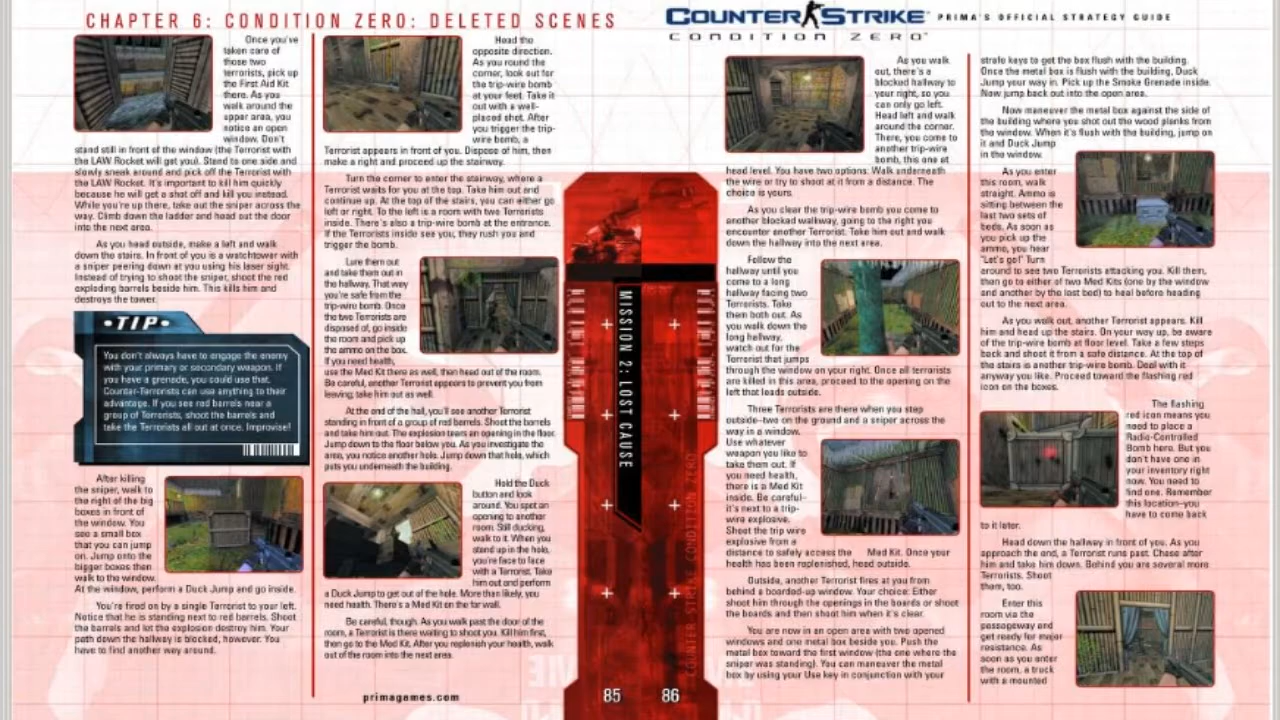 CHAPTER 6: CONDITION ZERO: DELETED SCENES
Once you've
taken care of
those two
terrorists, pick up
the First Aid Kit
there. As you
walk around the
upper area, you
notice an open
window. Don't
stand still in front of the window (the Terrorist with
the LAW Rocket will get you). Stand to one side and
slowly sneak around and pick off the Terrorist with
the LAW Rocket. It's important to kill him quickly
because he will get a shot off and kill you instead.
While you're up there, take out the sniper across the
way. Climb down the ladder and head out the door
into the next area.
As you head outside, make a left and walk
down the stairs. In front of you is a watchtower with
a sniper peering down at you using his laser sight.
Instead of trying to shoot the sniper, shoot the red
exploding barrels beside him. This kills him and
destroys the tower.
•TIP•
You don't always have to engage the enemy
with your primary or secondary weapon. If
you have a grenade, you could use that.
Counter-Terrorists can use anything to their
advantage. If you see red barrels near a
group of Terrorists, shoot the barrels and
take the Terrorists all out at once. Improvise!
After killing
the sniper, walk to
the right of the big
boxes in front of
the window. You
see a small box
that you can jump
on. Jump onto the
bigger boxes then
walk to the window.
At the window, perform a Duck Jump and go inside.
You're fired on by a single Terrorist to your left.
Notice that he is standing next to red barrels. Shoot
the barrels and let the explosion destroy him. Your
path down the hallway is blocked, however. You
have to find another way around.
Head the
opposite direction.
As you round the
corner, look out for
the trip-wire bomb
at your feet. Take it
out with a well-
placed shot. After
you trigger the trip-
wire bomb, a
Terrorist appears in front of you. Dispose of him, then
make a right and proceed up the stairway.
Turn the corner to enter the stairway, where a
Terrorist waits for you at the top. Take him out and
continue up. At the top of the stairs, you can either go
left or right. To the left is a room with two Terrorists
inside. There's also a trip-wire bomb at the entrance.
If the Terrorists inside see you, they rush you and
trigger the bomb.
Lure them out
and take them out in
the hallway. That way
you're safe from the
trip-wire bomb. Once
the two Terrorists are
disposed of, go inside
the room and pick up
the ammo on the box.
If you need health,
use the Med Kit there as well, then head out of the room.
Be careful, another Terrorist appears to prevent you from
leaving; take him out as well.
At the end of the hall, you'll see another Terrorist
standing in front of a group of red barrels. Shoot the barrels
and take him out. The explosion tears an opening in the floor.
Jump down to the floor below you. As you investigate the
area, you notice another hole. Jump down that hole, which
puts you underneath the building.
Hold the Duck
button and look
around. You spot an
opening to another
room. Still ducking,
walk to it. When you
stand up in the hole,
you're face to face
with a Terrorist. Take
him out and perform
a Duck Jump to get out of the hole. More than likely, you
need health. There's a Med Kit on the far wall.
Be careful, though. As you walk past the door of the
room, a Terrorist is there waiting to shoot you. Kill him first,
then go to the Med Kit. After you replenish your health, walk
out of the room into the next area.
primagames.com
85
MISSION 2: LOST CAUSE
COUNTER STRIKE CONDITION ZERO
86
COUNTER STRIKE
CONDITION ZERO
PRIMA'S OFFICIAL STRATEGY GUIDE
As you walk
out, there's a
blocked hallway to
your right, so you
can only go left.
Head left and walk
around the corner.
There, you come to
another trip-wire
bomb, this one at
head level. You have two options: Walk underneath
the wire or try to shoot at it from a distance. The
choice is yours.
As you clear the trip-wire bomb you come to
another blocked walkway, going to the right you
encounter another Terrorist. Take him out and walk
down the hallway into the next area.
Follow the
hallway until you
come to a long
hallway facing two
Terrorists. Take
them both out. As
you walk down the
long hallway,
watch out for the
Terrorist that jumps
through the window on your right. Once all terrorists
are killed in this area, proceed to the opening on the
left that leads outside.
Three Terrorists are there when you step
outside–two on the ground and a sniper across the
way in a window.
Use whatever
weapon you like to
take them out. If
you need health,
there is a Med Kit
inside. Be careful–
it's next to a trip-
wire explosive.
Shoot the trip wire
explosive from a
distance to safely access the Med Kit. Once your
health has been replenished, head outside.
Outside, another Terrorist fires at you from
behind a boarded-up window. Your choice: Either
shoot him through the openings in the boards or shoot
the boards and then shoot him when it's clear.
You are now in an open area with two opened
windows and one metal box beside you. Push the
metal box toward the first window (the one where the
sniper was standing). You can maneuver the metal
box by using your Use key in conjunction with your
strafe keys to get the box flush with the building.
Once the metal box is flush with the building, Duck
Jump your way in. Pick up the Smoke Grenade inside.
Now jump back out into the open area.
Now maneuver the metal box against the side of
the building where you shot out the wood planks from
the window. When it's flush with the building, jump on
it and Duck Jump
in the window.
As you enter
this room, walk
straight. Ammo is
sitting between the
last two sets of
beds. As soon as
you pick up the
ammo, you hear
"Let's go!" Turn
around to see two Terrorists attacking you. Kill them,
then go to either of two Med Kits (one by the window
and another by the last bed) to heal before heading
out to the next area.
As you walk out, another Terrorist appears. Kill
him and head up the stairs. On your way up, be aware
of the trip-wire bomb at floor level. Take a few steps
back and shoot it from a safe distance. At the top of
the stairs is another trip-wire bomb. Deal with it
anyway you like. Proceed toward the flashing red
icon on the boxes.
The flashing
red icon means you
need to place a
Radio-Controlled
Bomb here. But you
don't have one in
your inventory right
now. You need to
find one. Remember
this location–you
have to come back
to it later.
Head down the hallway in front of you. As you
approach the end, a Terrorist runs past. Chase after
him and take him down. Behind you are several more
Terrorists. Shoot
them, too.
Enter this
room via the
passageway and
get ready for major
resistance. As
soon as you enter
the room, a truck
with a mounted